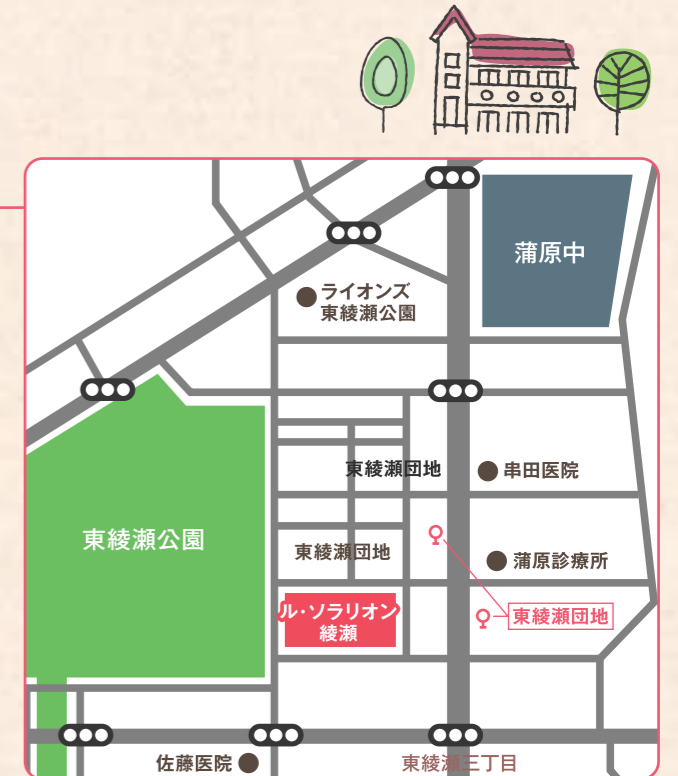 蒲原中
ライオンズ
東綾瀬公園
東綾瀬団地
串田医院
東綾瀬公園
東綾瀬団地
蒲原診療所
ル・ソラリオン
綾瀬
東綾瀬団地
佐藤医院
東綾瀬三丁目